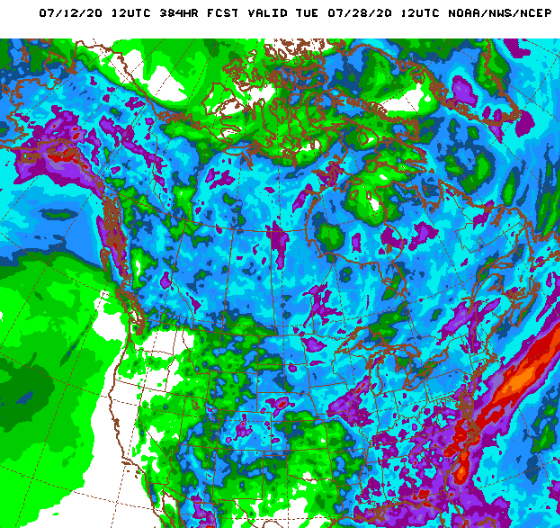 07/12/20 12UTC 384HR FCST VALID TUE 07/28/20 12UTC NOAA/NWS/NCEP